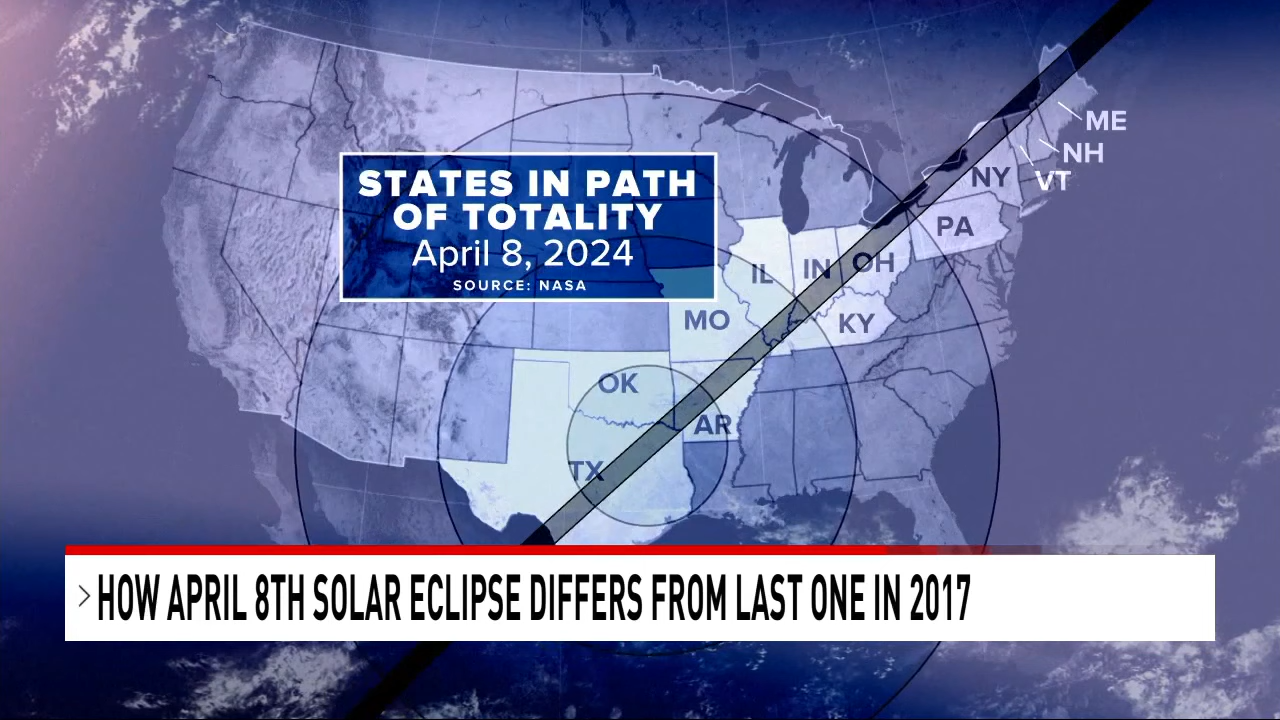 STATES IN PATH
OF TOTALITY
April 8, 2024
SOURCE: NASA
ME
NH
VT
NY
PA
IL
IN
OH
MO
KY
OK
AR
TX
HOW APRIL 8TH SOLAR ECLIPSE DIFFERS FROM LAST ONE IN 2017